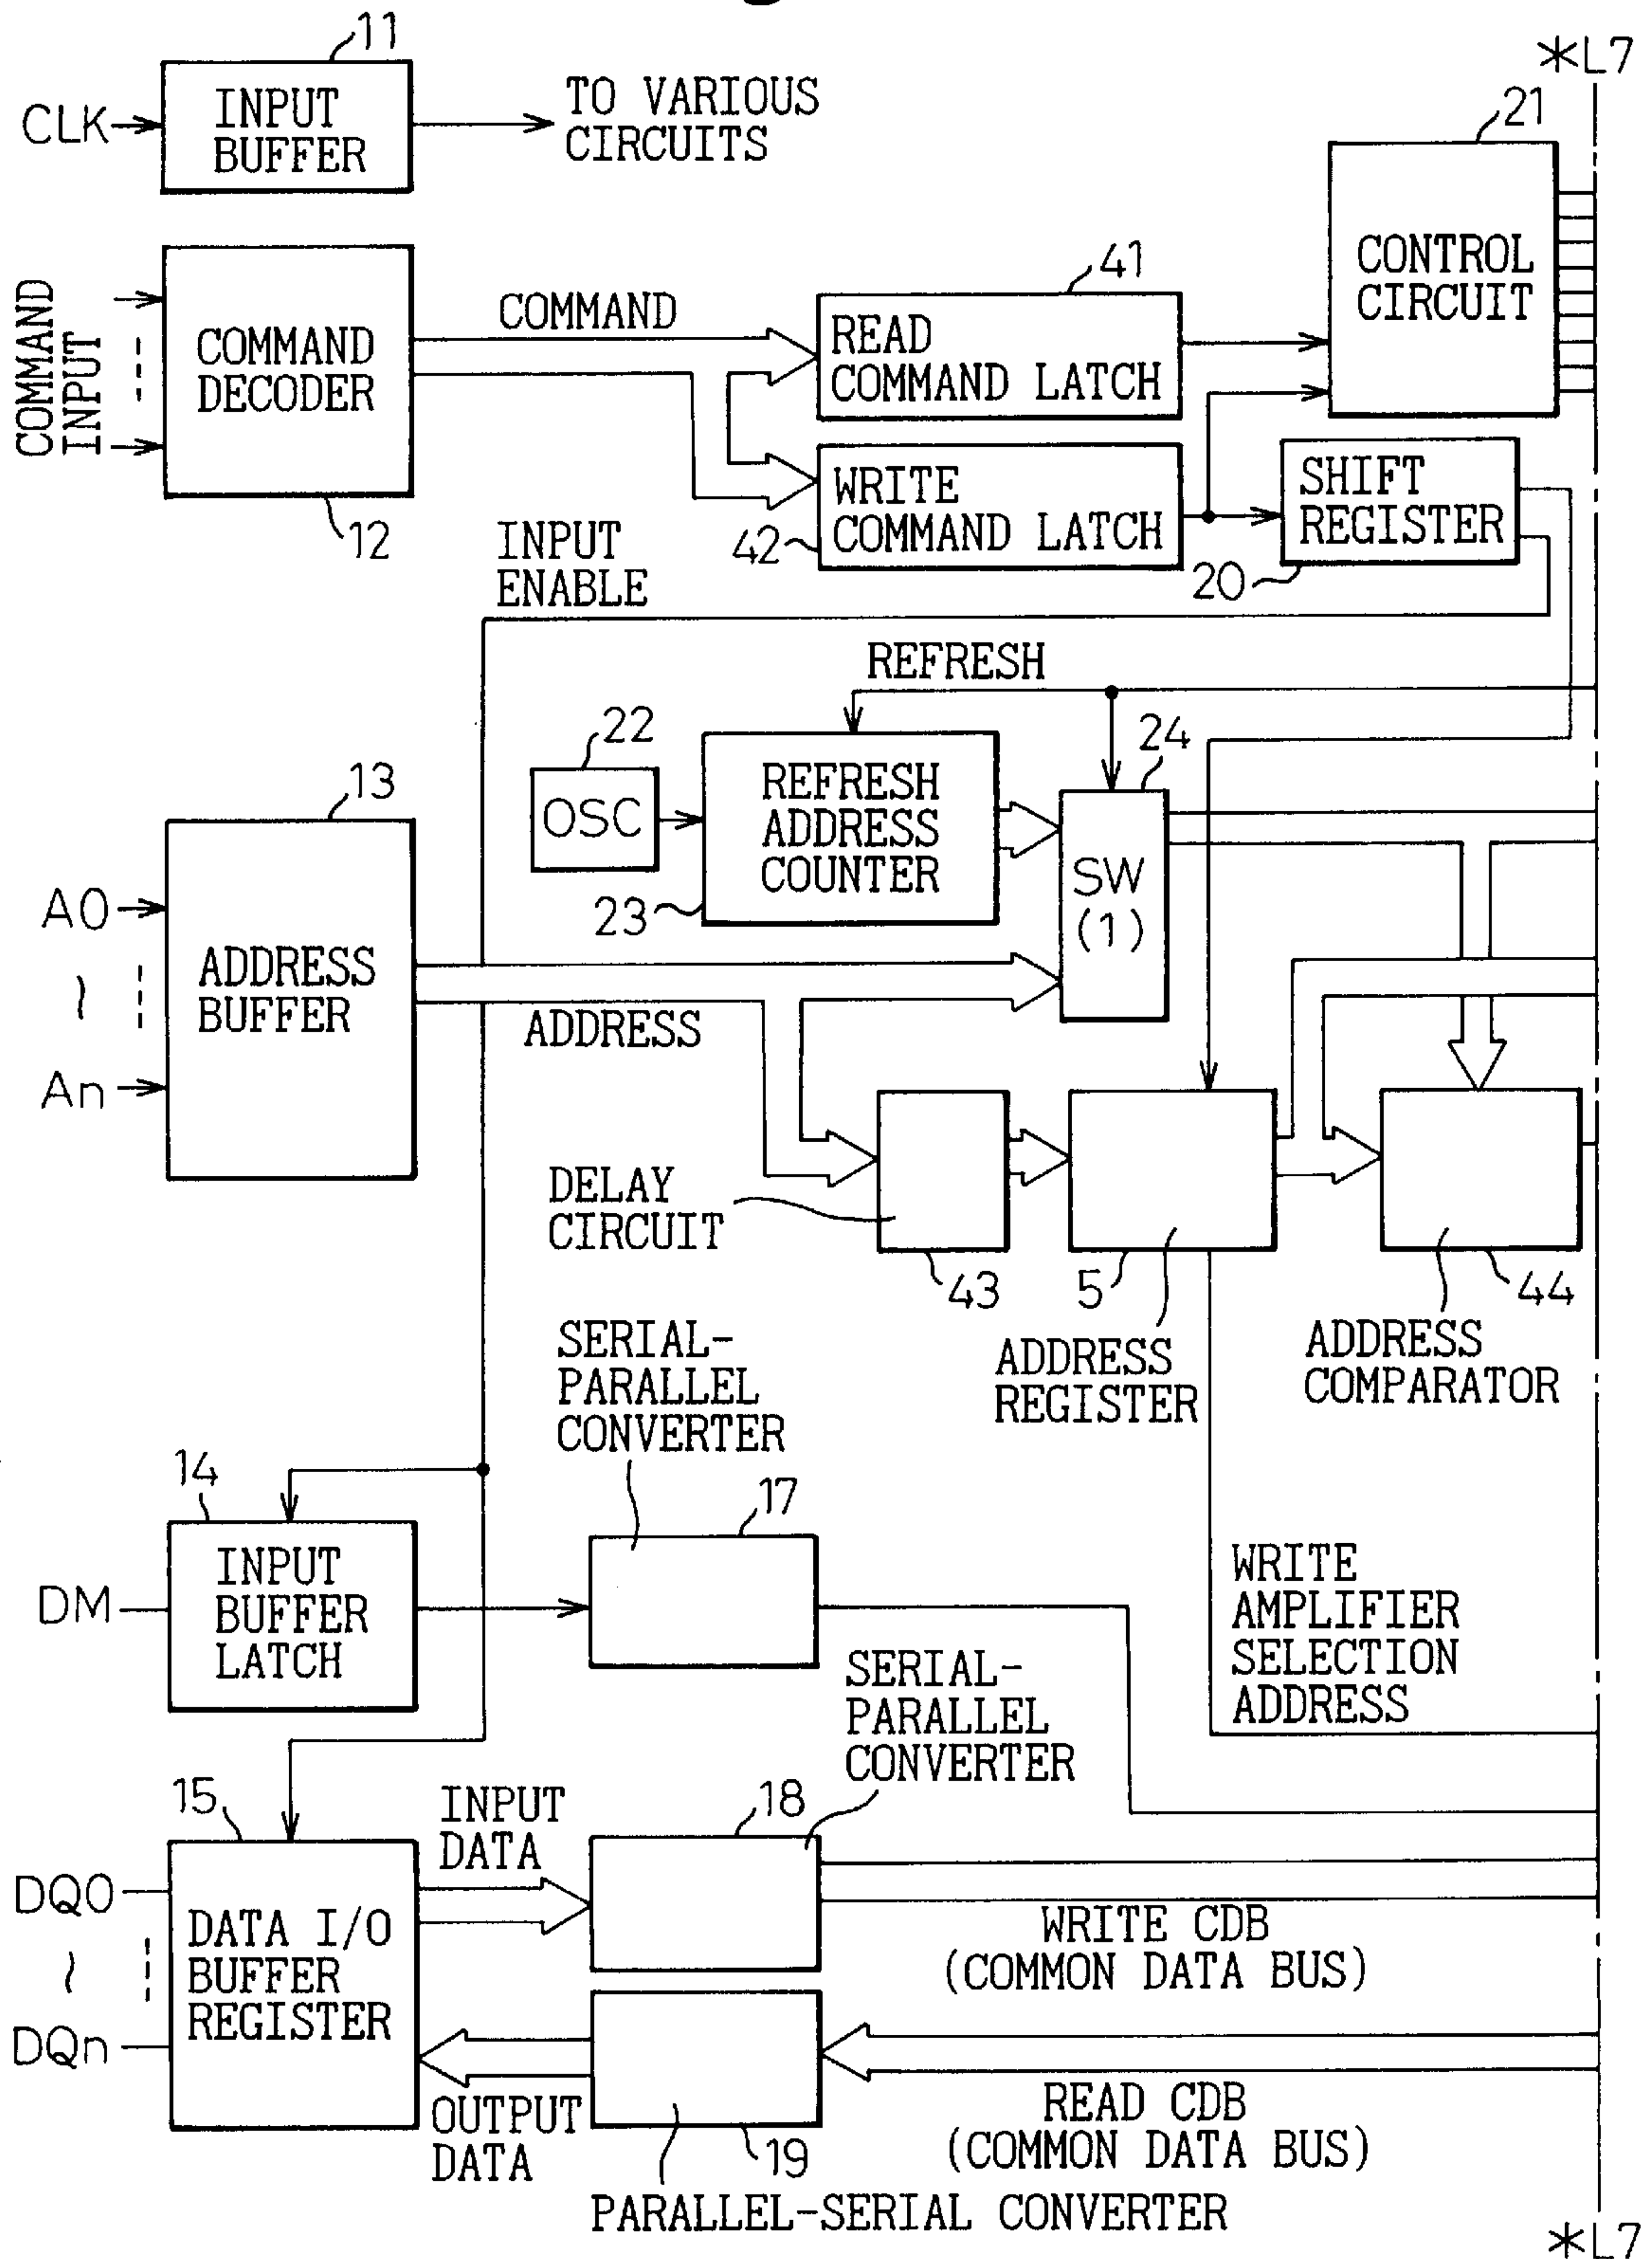 *L7
11
CLK
INPUT
BUFFER
TO VARIOUS
CIRCUITS
21
CONTROL
CIRCUIT
COMMAND
INPUT
COMMAND
DECODER
12
COMMAND
41
READ
COMMAND LATCH
WRITE
COMMAND LATCH
42
SHIFT
REGISTER
20
INPUT
ENABLE
REFRESH
22
OSC
REFRESH
ADDRESS
COUNTER
23
24
SW
(1)
13
A0
~
An
ADDRESS
BUFFER
ADDRESS
DELAY
CIRCUIT
43
5
44
ADDRESS
REGISTER
ADDRESS
COMPARATOR
SERIAL-
PARALLEL
CONVERTER
14
17
DM
INPUT
BUFFER
LATCH
WRITE
AMPLIFIER
SELECTION
ADDRESS
SERIAL-
PARALLEL
CONVERTER
15
INPUT
DATA
18
DQ0
~
DQn
DATA I/O
BUFFER
REGISTER
WRITE CDB
(COMMON DATA BUS)
OUTPUT
DATA
19
READ CDB
(COMMON DATA BUS)
PARALLEL-SERIAL CONVERTER
*L7